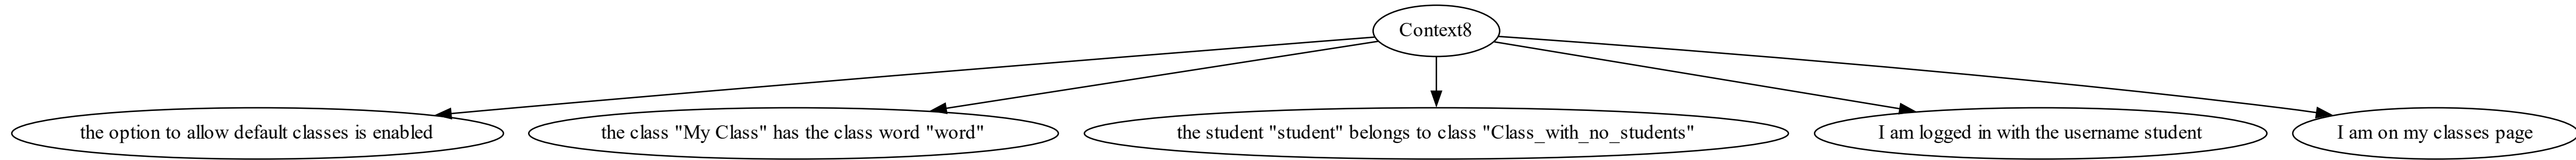 Context8
the option to allow default classes is enabled
the class "My Class" has the class word "word"
the student "student" belongs to class "Class_with_no_students"
I am logged in with the username student
I am on my classes page